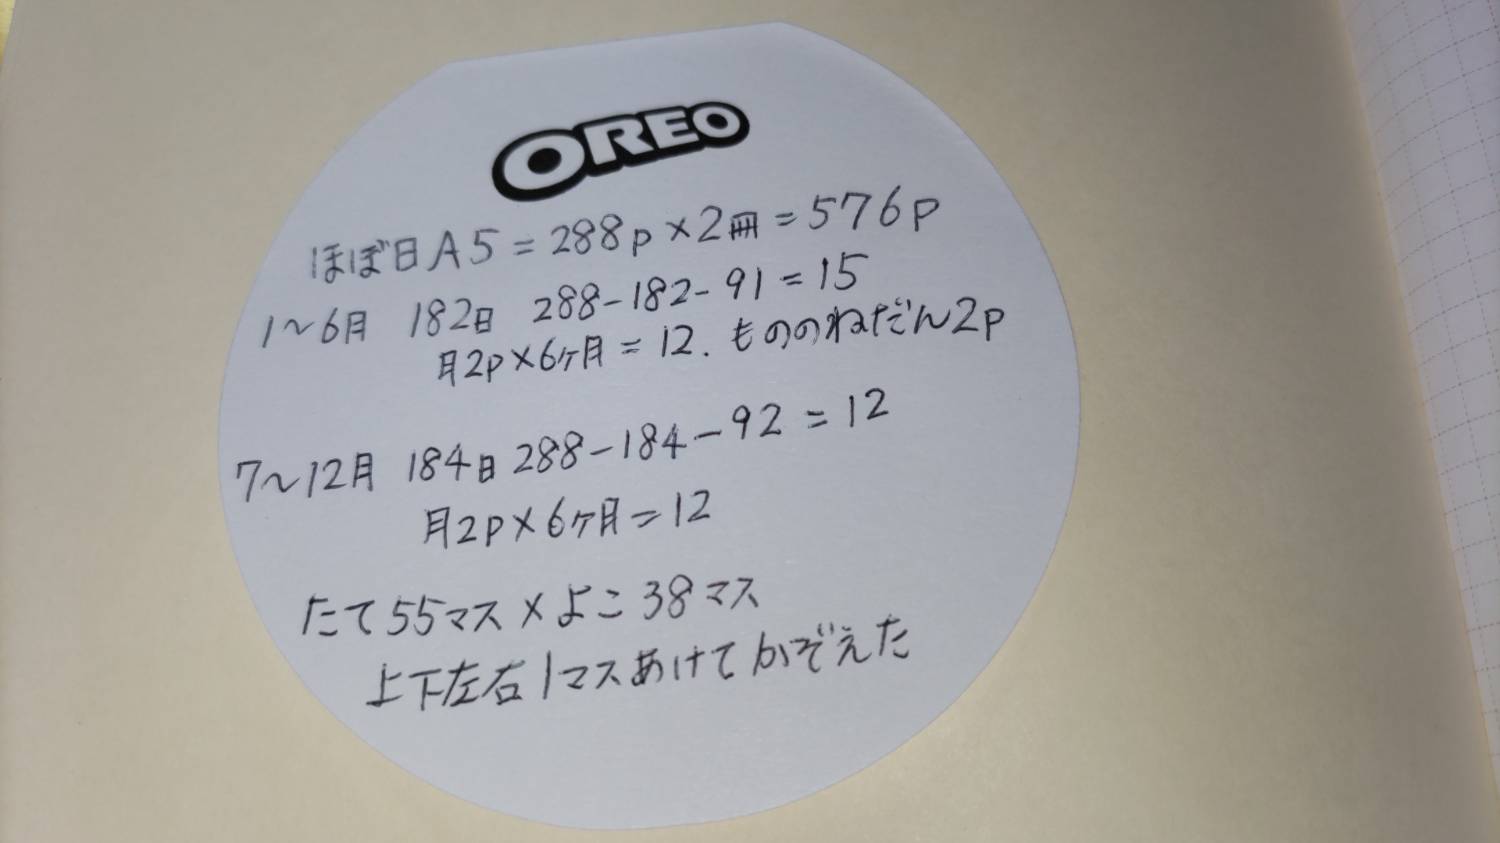 OREO
ほぼ日A5=288p×2冊=576p
1〜6月 182日 288-182-91=15
月2p×6ヶ月=12. もののねだん2p
7〜12月 184日 288-184-92=12
月2p×6ヶ月=12
たて55マス×よこ38マス
上下左右1マスあけてかぞえた